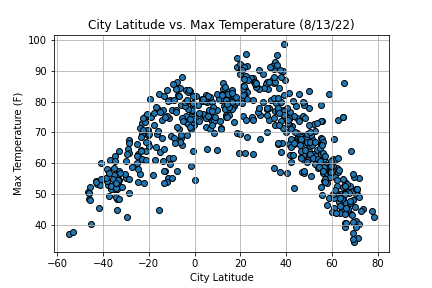 City Latitude vs. Max Temperature (8/13/22)
100
90
80
70
60
50
40
Max Temperature (F)
−60 −40 −20 0 20 40 60 80
City Latitude